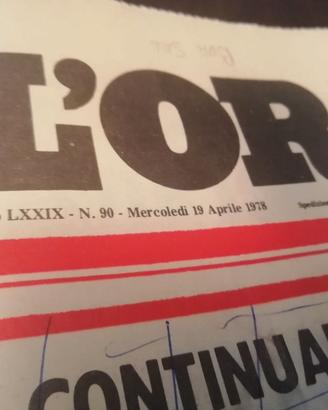 L'OR
LXXIX - N. 90 - Mercoledì 19 Aprile 1978
CONTINUA